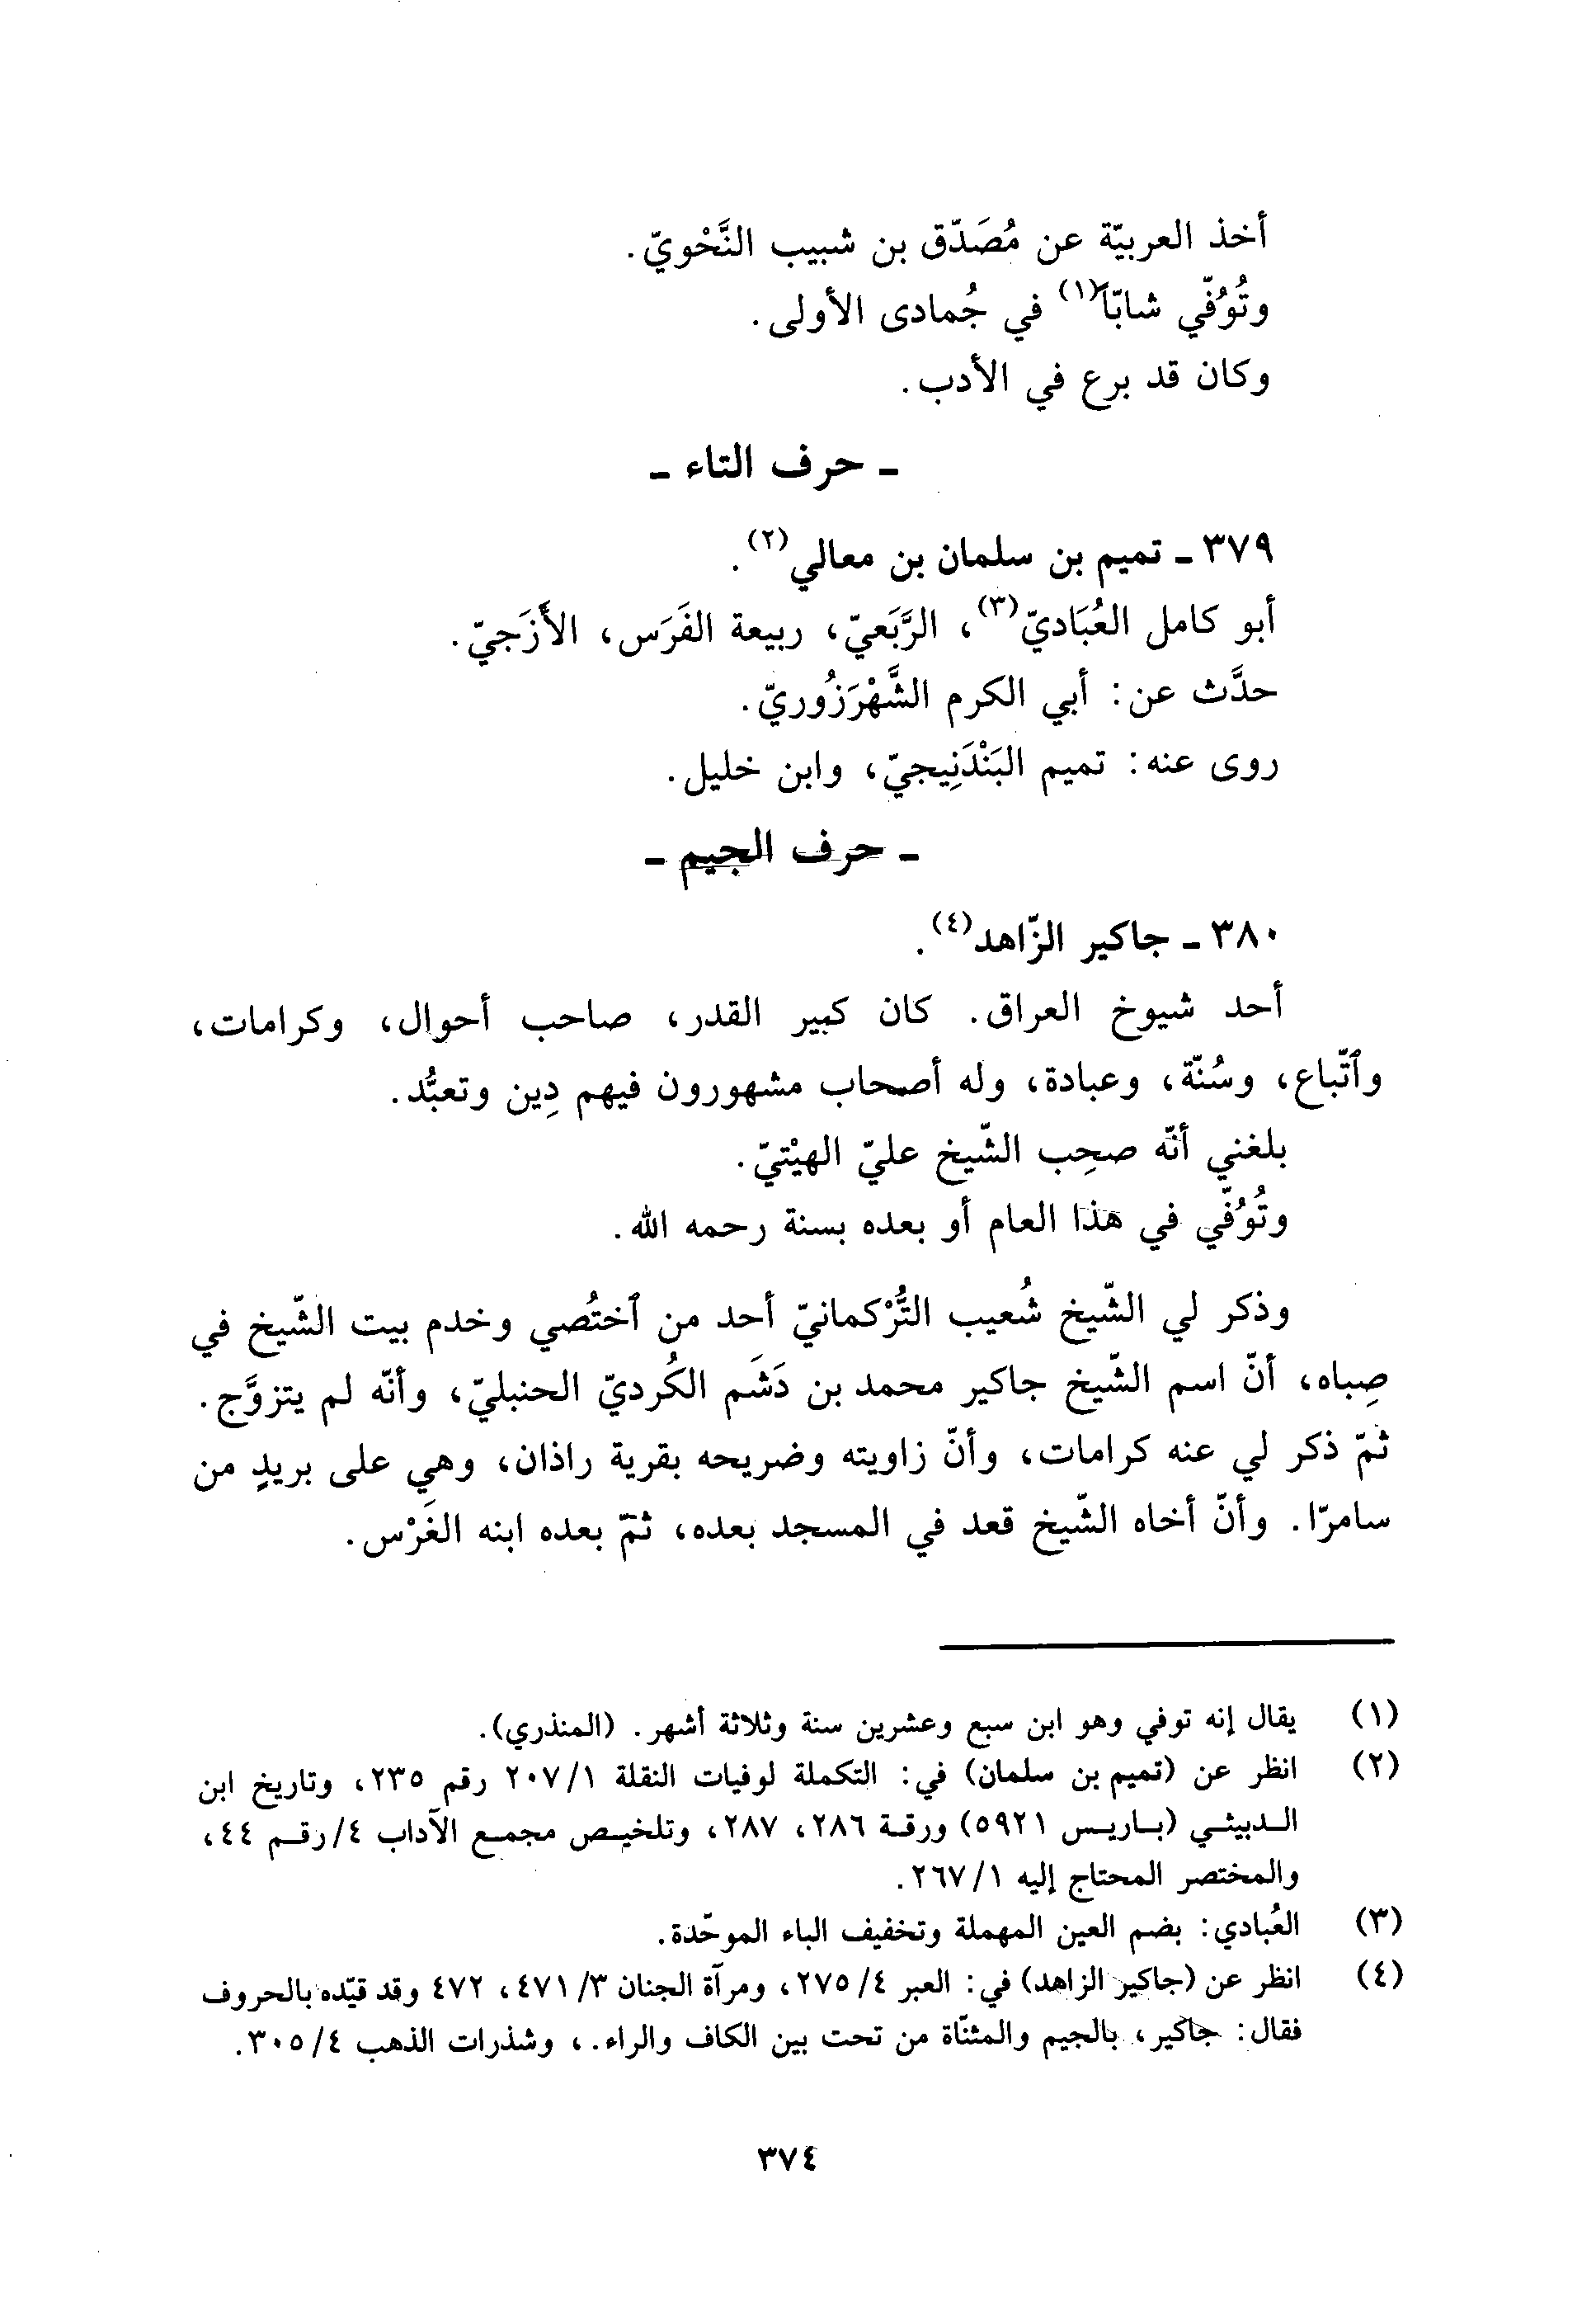 أخذ العربيّة عن مُصَدّق بن شبيب النَّحْويّ.
وتُوُفّي شابّاً(١) في جُمادى الأولى.
وكان قد برع في الأدب.
ـ حرف التاء ـ
٣٧٩ ـ تميم بن سلمان بن معالي(٢).
أبو كامل العُبَاديّ(٣)، الرَّبَعيّ، ربيعة الفَرَس، الأَزَجيّ.
حدَّث عن: أبي الكرم الشَّهْرَزُوريّ.
روى عنه: تميم البَنْدَنِيجيّ، وابن خليل.
ـ حرف الجيم ـ
٣٨٠ ـ جاكير الزّاهد(٤).
أحد شيوخ العراق. كان كبير القدر، صاحب أحوال، وكرامات،
وٱتّباع، وسُنّة، وعبادة، وله أصحاب مشهورون فيهم دِين وتعبُّد.
بلغني أنّه صحِب الشّيخ عليّ الهيْتيّ.
وتُوُفّي في هذا العام أو بعده بسنة رحمه الله.
وذكر لي الشّيخ شُعيب التُّرْكمانيّ أحد من ٱختُصي وخدم بيت الشّيخ في
صِباه، أنّ اسم الشّيخ جاكير محمد بن دَشَم الكُرديّ الحنبليّ، وأنّه لم يتزوَّج.
ثمّ ذكر لي عنه كرامات، وأنّ زاويته وضريحه بقرية راذان، وهي على بريدٍ من
سامرّا. وأنّ أخاه الشّيخ قعد في المسجد بعده، ثمّ بعده ابنه الغَرْس.
(١) يقال إنه توفي وهو ابن سبع وعشرين سنة وثلاثة أشهر. (المنذري).
(٢) انظر عن (تميم بن سلمان) في: التكملة لوفيات النقلة ٢٠٧/١ رقم ٢٣٥، وتاريخ ابن
الدبيثي (باريس ٥٩٢١) ورقة ٢٨٦، ٢٨٧، وتلخيص مجمع الآداب ٤/رقم ٤٤،
والمختصر المحتاج إليه ٢٦٧/١.
(٣) العُبادي: بضم العين المهملة وتخفيف الباء الموحّدة.
(٤) انظر عن (جاكير الزاهد) في: العبر ٢٧٥/٤، ومرآة الجنان ٤٧١/٣، ٤٧٢ وقد قيّده بالحروف
فقال: جاكير، بالجيم والمثنّاة من تحت بين الكاف والراء.، وشذرات الذهب ٣٠٥/٤.
٣٧٤